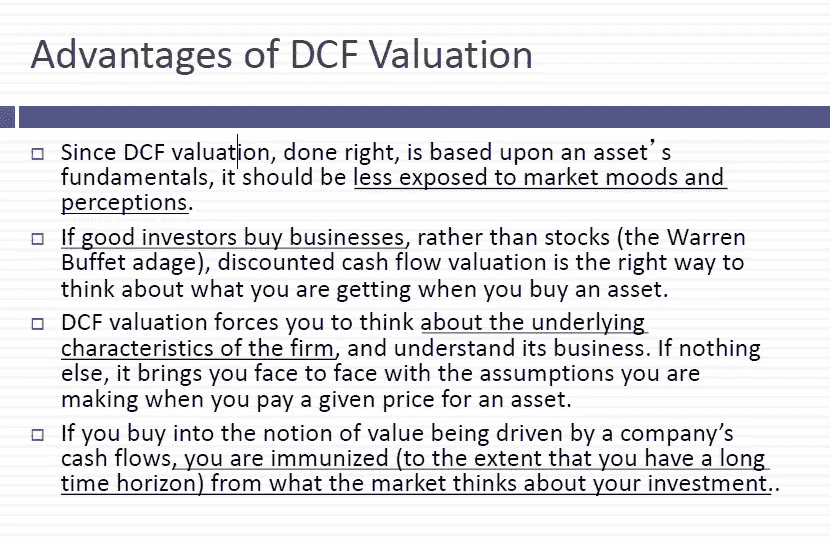 Advantages of DCF Valuation
Since DCF valuation, done right, is based upon an asset’s
fundamentals, it should be less exposed to market moods and
perceptions.
If good investors buy businesses, rather than stocks (the Warren
Buffet adage), discounted cash flow valuation is the right way to
think about what you are getting when you buy an asset.
DCF valuation forces you to think about the underlying
characteristics of the firm, and understand its business. If nothing
else, it brings you face to face with the assumptions you are
making when you pay a given price for an asset.
If you buy into the notion of value being driven by a company’s
cash flows, you are immunized (to the extent that you have a long
time horizon) from what the market thinks about your investment..